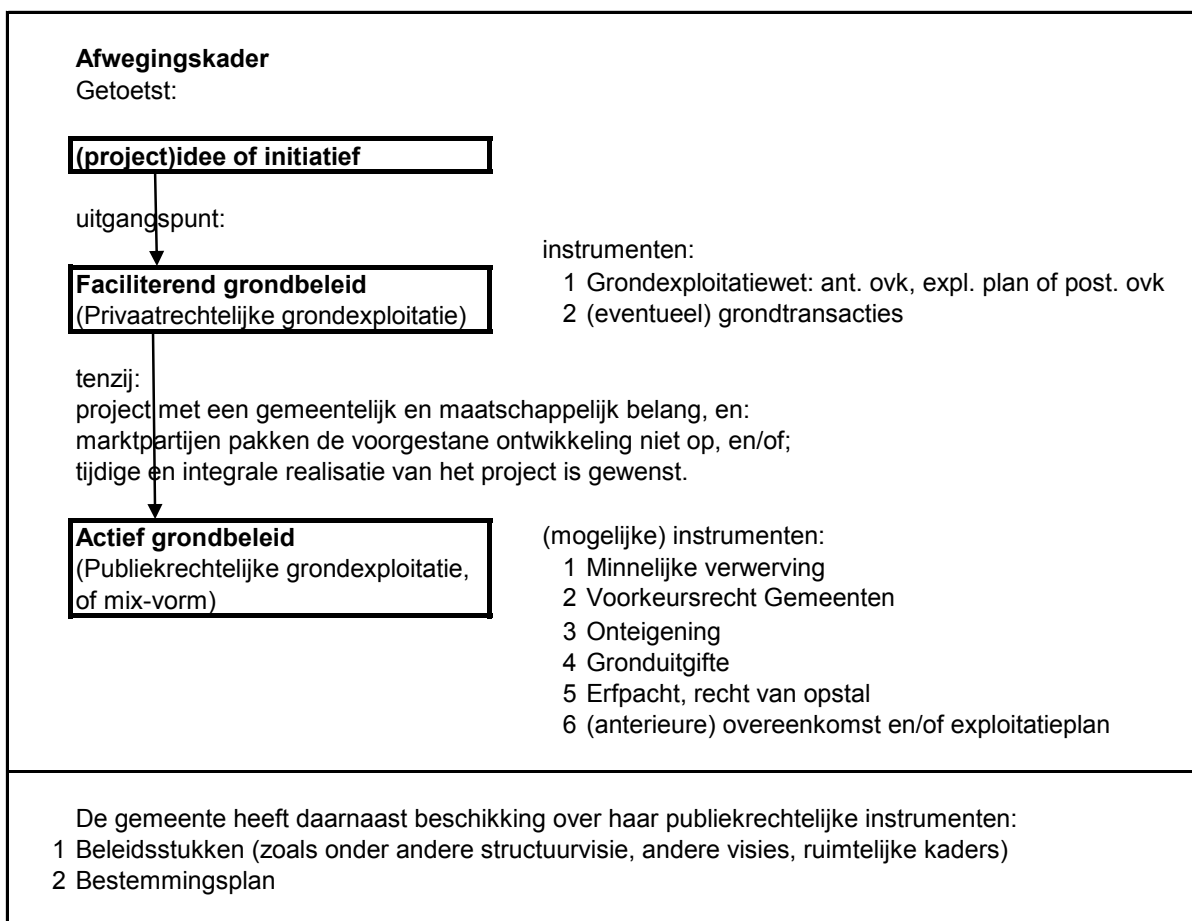 Afwegingskader
Getoetst:
(project)idee of initiatief
uitgangspunt:
Faciliterend grondbeleid
(Privaatrechtelijke grondexploitatie)
instrumenten:
1 Grondexploitatiewet: ant. ovk, expl. plan of post. ovk
2 (eventueel) grondtransacties
tenzij:
project met een gemeentelijk en maatschappelijk belang, en:
marktpartijen pakken de voorgestane ontwikkeling niet op, en/of;
tijdige en integrale realisatie van het project is gewenst.
Actief grondbeleid
(Publiekrechtelijke grondexploitatie,
of mix-vorm)
(mogelijke) instrumenten:
1 Minnelijke verwerving
2 Voorkeursrecht Gemeenten
3 Onteigening
4 Gronduitgifte
5 Erfpacht, recht van opstal
6 (anterieure) overeenkomst en/of exploitatieplan
De gemeente heeft daarnaast beschikking over haar publiekrechtelijke instrumenten:
1 Beleidsstukken (zoals onder andere structuurvisie, andere visies, ruimtelijke kaders)
2 Bestemmingsplan